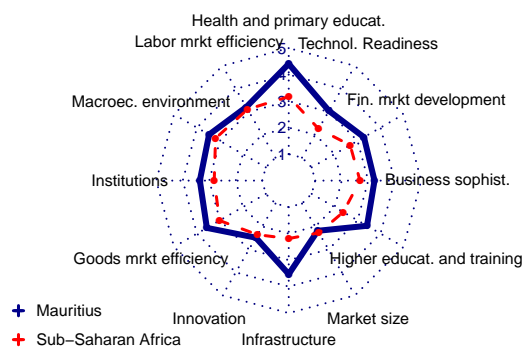 Health and primary educat.
Labor mrkt efficiency
Technol. Readiness
5
4
3
2
1
Macroec. environment
Fin. mrkt development
Institutions
Business sophist.
Goods mrkt efficiency
Higher educat. and training
Innovation
Market size
Infrastructure
Mauritius
Sub−Saharan Africa